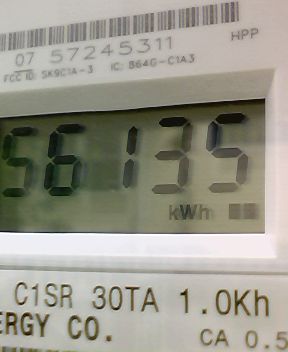 07 57245311
HPP
FCC ID: SK9C1A-3 IC: 864G-C1A3
56135
kWh
C1SR 30TA 1.0Kh
ERGY CO.
CA 0.5